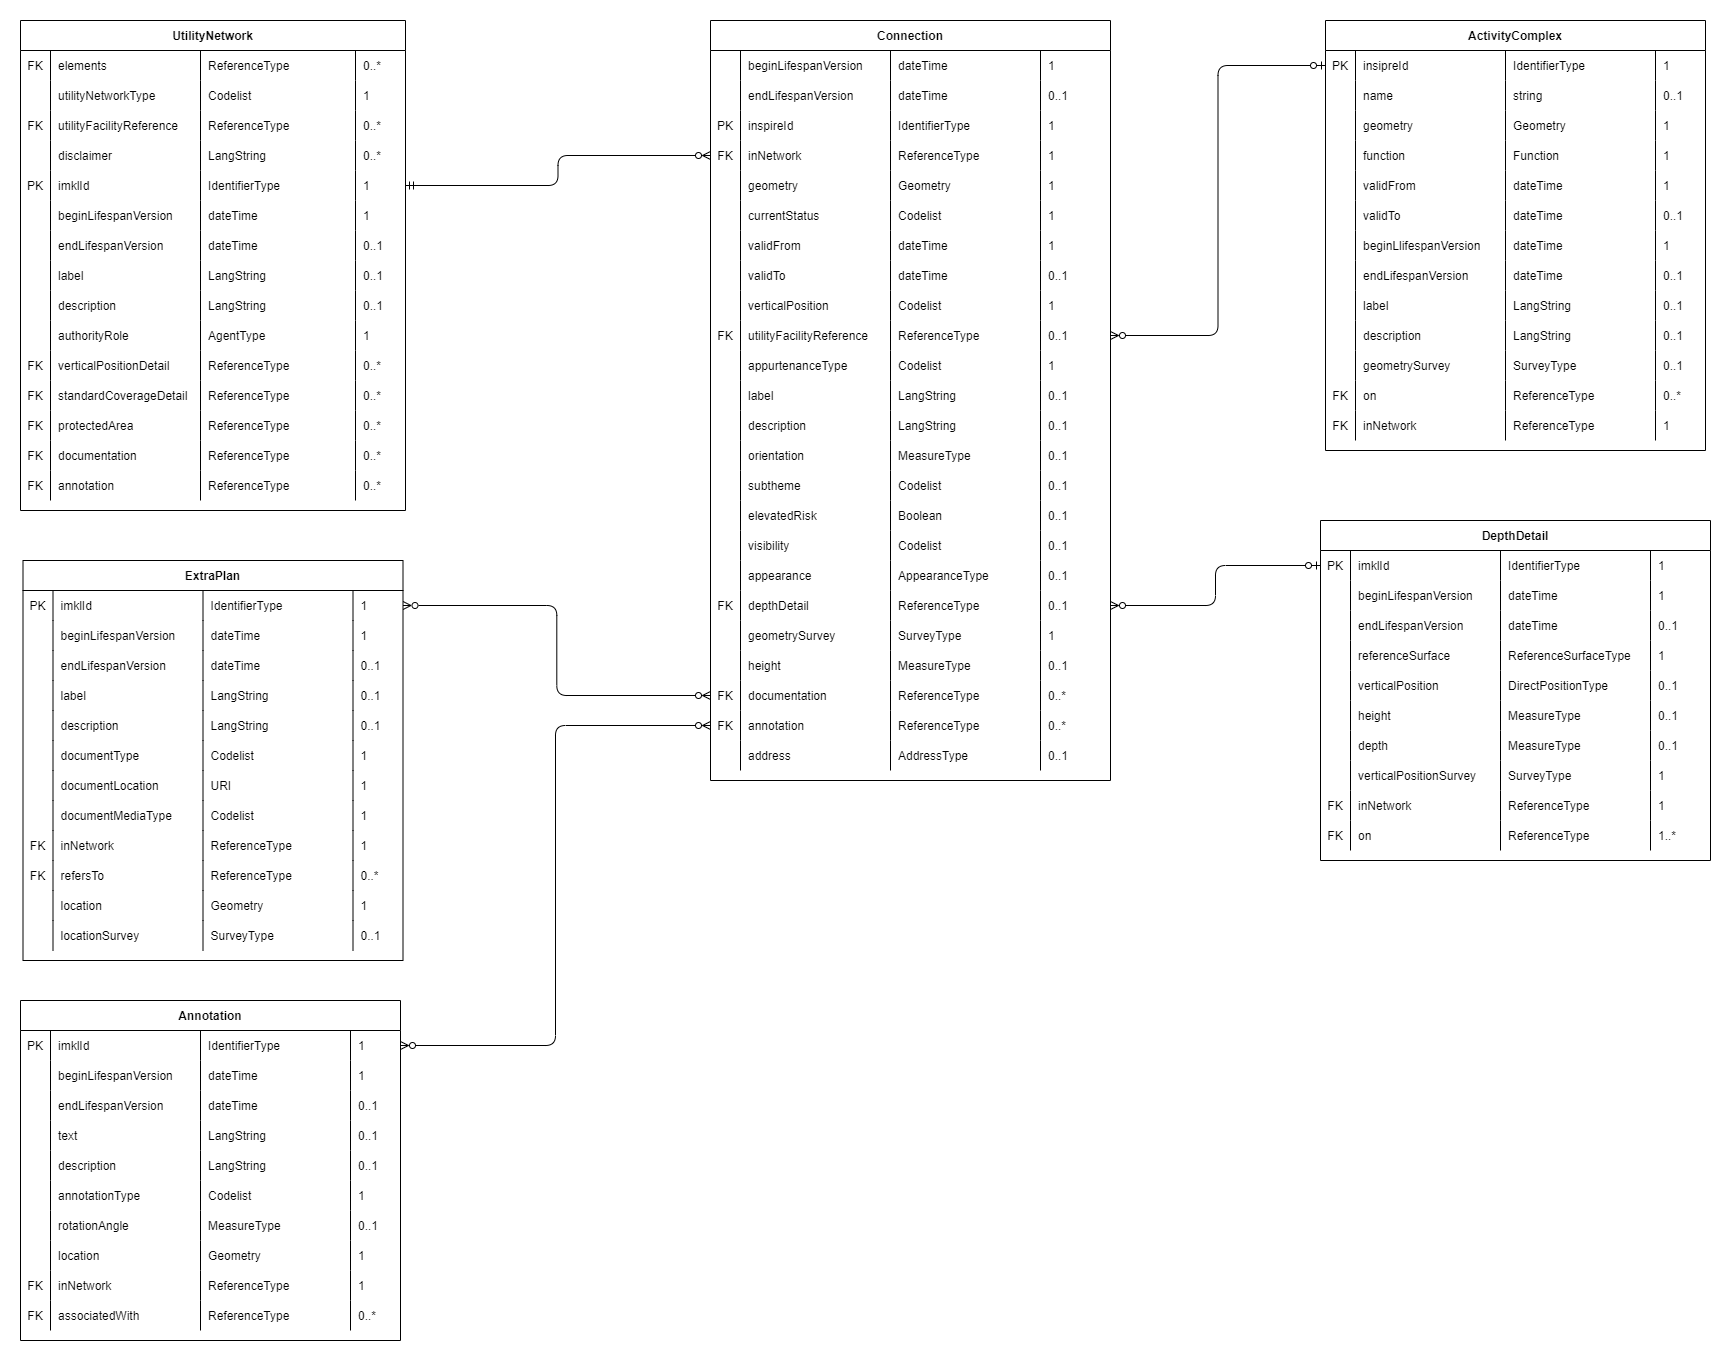 UtilityNetwork
FK elements ReferenceType 0..*
utilityNetworkType Codelist 1
FK utilityFacilityReference ReferenceType 0..*
disclaimer LangString 0..*
PK imklId IdentifierType 1
beginLifespanVersion dateTime 1
endLifespanVersion dateTime 0..1
label LangString 0..1
description LangString 0..1
authorityRole AgentType 1
FK verticalPositionDetail ReferenceType 0..*
FK standardCoverageDetail ReferenceType 0..*
FK protectedArea ReferenceType 0..*
FK documentation ReferenceType 0..*
FK annotation ReferenceType 0..*
ExtraPlan
PK imklId IdentifierType 1
beginLifespanVersion dateTime 1
endLifespanVersion dateTime 0..1
label LangString 0..1
description LangString 0..1
documentType Codelist 1
documentLocation URI 1
documentMediaType Codelist 1
FK inNetwork ReferenceType 1
FK refersTo ReferenceType 0..*
location Geometry 1
locationSurvey SurveyType 0..1
Annotation
PK imklId IdentifierType 1
beginLifespanVersion dateTime 1
endLifespanVersion dateTime 0..1
text LangString 0..1
description LangString 0..1
annotationType Codelist 1
rotationAngle MeasureType 0..1
location Geometry 1
FK inNetwork ReferenceType 1
FK associatedWith ReferenceType 0..*
Connection
beginLifespanVersion dateTime 1
endLifespanVersion dateTime 0..1
PK inspireId IdentifierType 1
FK inNetwork ReferenceType 1
geometry Geometry 1
currentStatus Codelist 1
validFrom dateTime 1
validTo dateTime 0..1
verticalPosition Codelist 1
FK utilityFacilityReference ReferenceType 0..1
appurtenanceType Codelist 1
label LangString 0..1
description LangString 0..1
orientation MeasureType 0..1
subtheme Codelist 0..1
elevatedRisk Boolean 0..1
visibility Codelist 0..1
appearance AppearanceType 0..1
FK depthDetail ReferenceType 0..1
geometrySurvey SurveyType 1
height MeasureType 0..1
FK documentation ReferenceType 0..*
FK annotation ReferenceType 0..*
address AddressType 0..1
ActivityComplex
PK insipreId IdentifierType 1
name string 0..1
geometry Geometry 1
function Function 1
validFrom dateTime 1
validTo dateTime 0..1
beginLlifespanVersion dateTime 1
endLifespanVersion dateTime 0..1
label LangString 0..1
description LangString 0..1
geometrySurvey SurveyType 0..1
FK on ReferenceType 0..*
FK inNetwork ReferenceType 1
DepthDetail
PK imklId IdentifierType 1
beginLifespanVersion dateTime 1
endLifespanVersion dateTime 0..1
referenceSurface ReferenceSurfaceType 1
verticalPosition DirectPositionType 0..1
height MeasureType 0..1
depth MeasureType 0..1
verticalPositionSurvey SurveyType 1
FK inNetwork ReferenceType 1
FK on ReferenceType 1..*